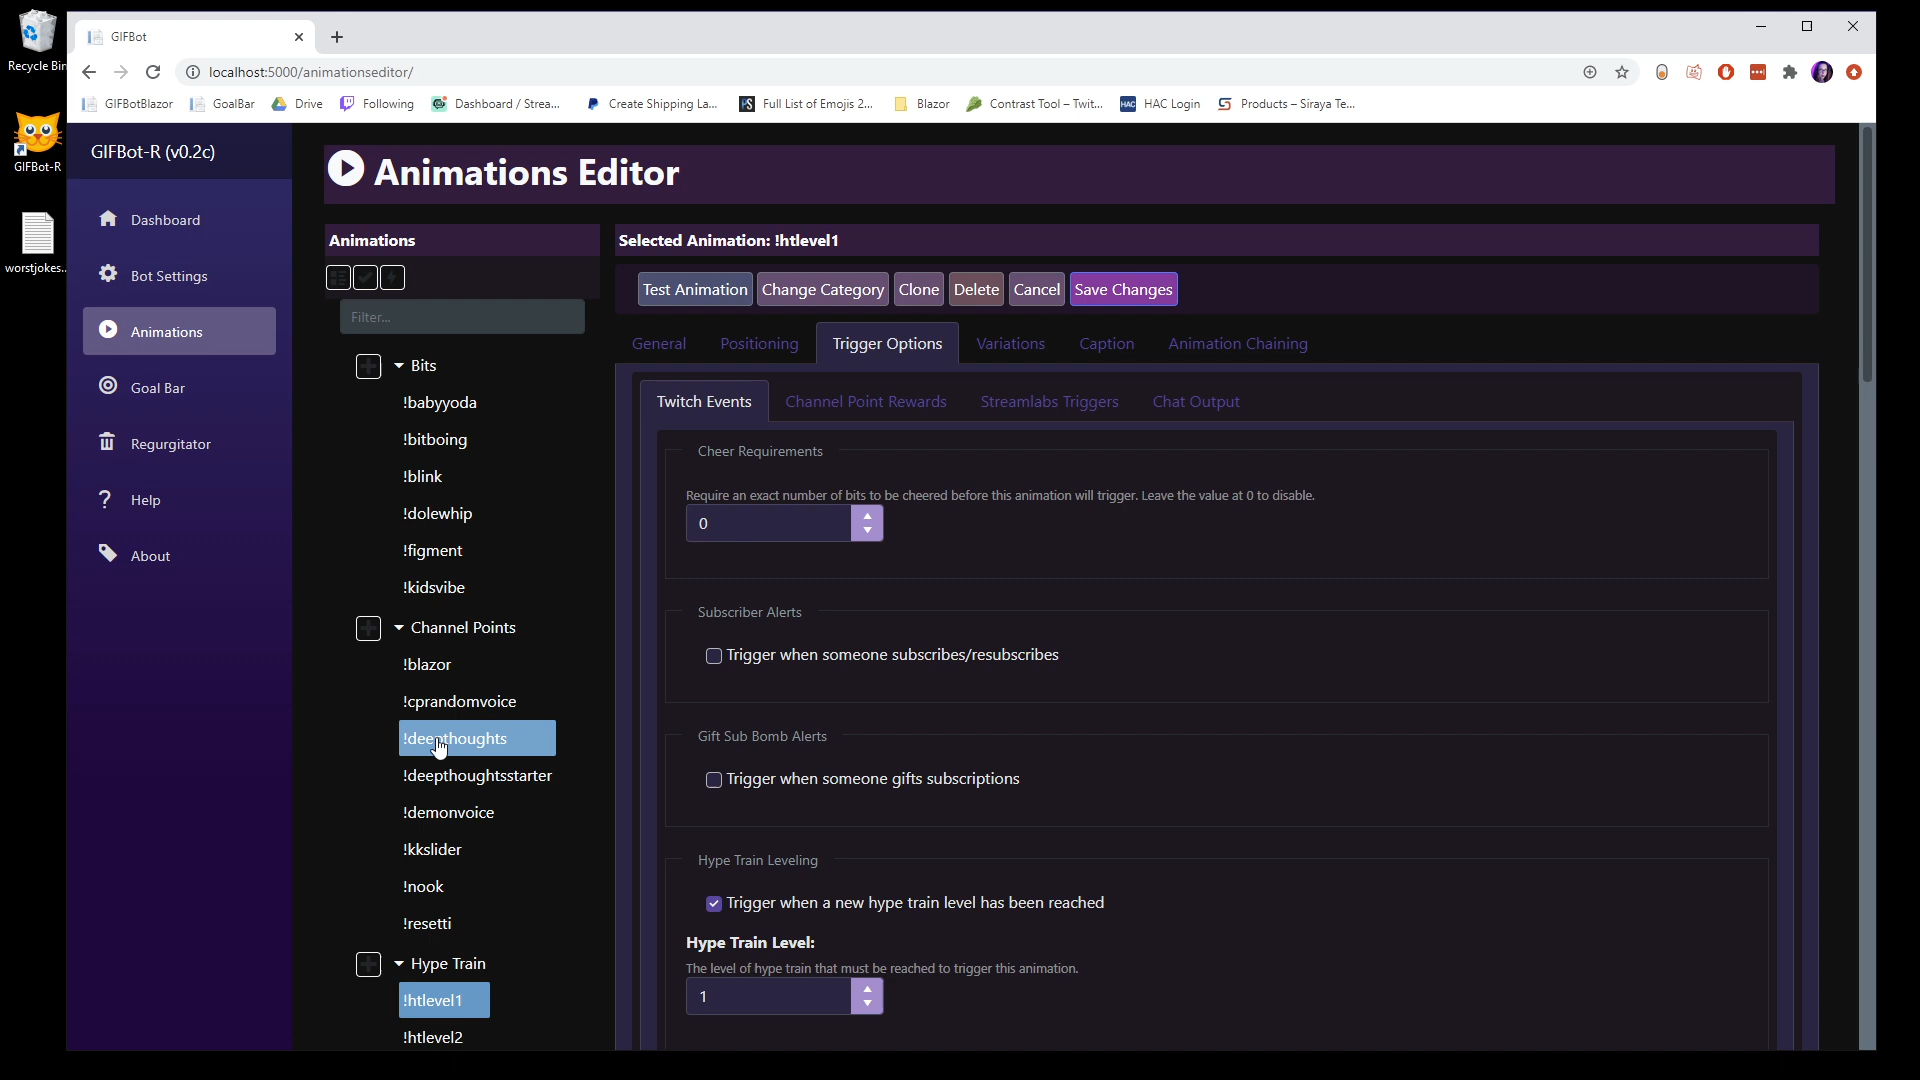 Recycle Bin
GIFBot-R
worstjokes...
GIFBot
localhost:5000/animationseditor/
GIFBotBlazor
GoalBar
Drive
Following
Dashboard / Strea...
Create Shipping La...
Full List of Emojis 2...
Blazor
Contrast Tool – Twit...
HAC Login
Products – Siraya Te...
GIFBot-R (v0.2c)
Dashboard
Bot Settings
Animations
Goal Bar
Regurgitator
Help
About
Animations Editor
Animations
Filter...
Bits
!babyyoda
!bitboing
!blink
!dolewhip
!figment
!kidsvibe
Channel Points
!blazor
!cprandomvoice
!deepthoughts
!deepthoughtsstarter
!demonvoice
!kkslider
!nook
!resetti
Hype Train
!htlevel1
!htlevel2
Selected Animation: !htlevel1
Test Animation
Change Category
Clone
Delete
Cancel
Save Changes
General
Positioning
Trigger Options
Variations
Caption
Animation Chaining
Twitch Events
Channel Point Rewards
Streamlabs Triggers
Chat Output
Cheer Requirements
Require an exact number of bits to be cheered before this animation will trigger. Leave the value at 0 to disable.
0
Subscriber Alerts
Trigger when someone subscribes/resubscribes
Gift Sub Bomb Alerts
Trigger when someone gifts subscriptions
Hype Train Leveling
Trigger when a new hype train level has been reached
Hype Train Level:
The level of hype train that must be reached to trigger this animation.
1